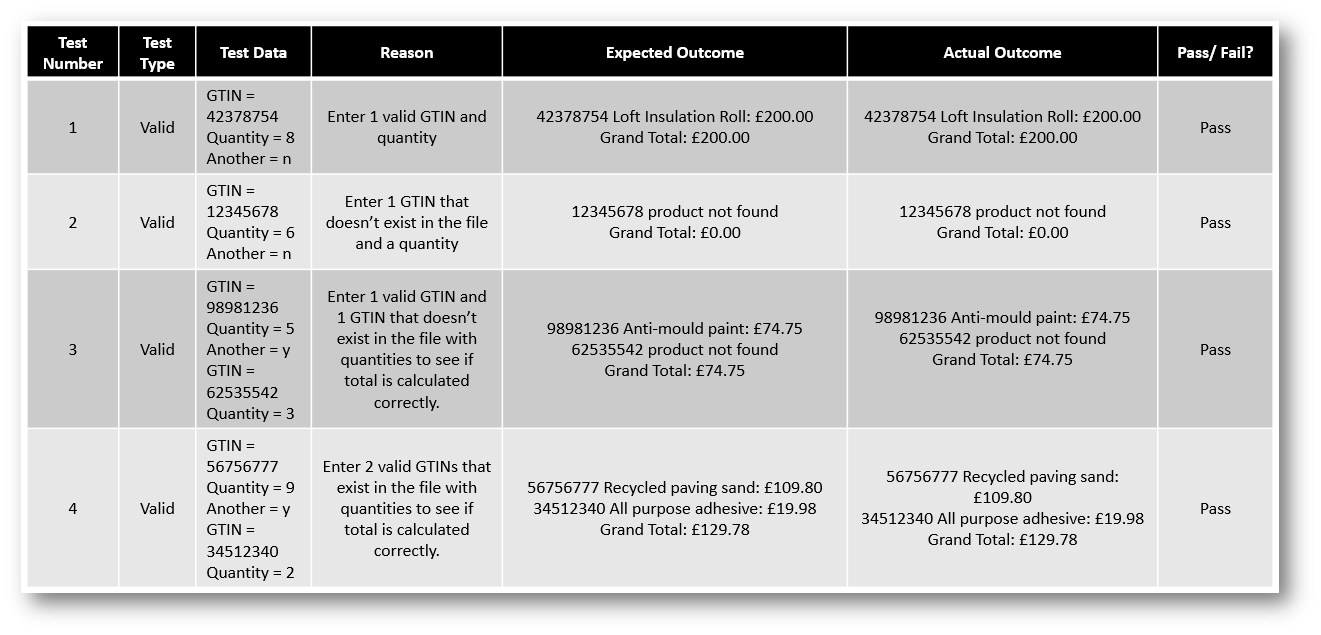 Test Number
Test Type
Test Data
Reason
Expected Outcome
Actual Outcome
Pass/ Fail?
1
Valid
GTIN =
42378754
Quantity = 8
Another = n
Enter 1 valid GTIN and
quantity
42378754 Loft Insulation Roll: £200.00
Grand Total: £200.00
42378754 Loft Insulation Roll: £200.00
Grand Total: £200.00
Pass
2
Valid
GTIN =
12345678
Quantity = 6
Another = n
Enter 1 GTIN that
doesn’t exist in the file
and a quantity
12345678 product not found
Grand Total: £0.00
12345678 product not found
Grand Total: £0.00
Pass
3
Valid
GTIN =
98981236
Quantity = 5
Another = y
GTIN =
62535542
Quantity = 3
Enter 1 valid GTIN and
1 GTIN that doesn’t
exist in the file with
quantities to see if
total is calculated
correctly.
98981236 Anti-mould paint: £74.75
62535542 product not found
Grand Total: £74.75
98981236 Anti-mould paint: £74.75
62535542 product not found
Grand Total: £74.75
Pass
4
Valid
GTIN =
56756777
Quantity = 9
Another = y
GTIN =
34512340
Quantity = 2
Enter 2 valid GTINs that
exist in the file with
quantities to see if
total is calculated
correctly.
56756777 Recycled paving sand: £109.80
34512340 All purpose adhesive: £19.98
Grand Total: £129.78
56756777 Recycled paving sand:
£109.80
34512340 All purpose adhesive: £19.98
Grand Total: £129.78
Pass